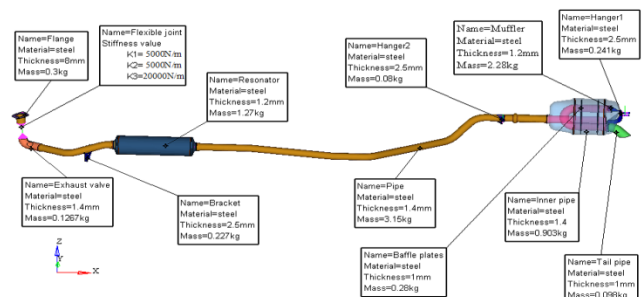 Name=Flange
Material=steel
Thickness=8mm
Mass=0.3kg
Name=Flexible joint
Stiffness value
K1= 5000N/m
K2= 5000N/m
K3=20000N/m
Name=Resonator
Material=steel
Thickness=1.2mm
Mass=1.27kg
Name=Hanger2
Material=steel
Thickness=2.5mm
Mass=0.08kg
Name=Muffler
Material=steel
Thickness=1.2mm
Mass=2.28kg
Name=Hanger1
Material=steel
Thickness=2.5mm
Mass=0.241kg
Name=Exhaust valve
Material=steel
Thickness=1.4mm
Mass=0.1267kg
Name=Bracket
Material=steel
Thickness=2.5mm
Mass=0.227kg
Name=Pipe
Material=steel
Thickness=1.4mm
Mass=3.15kg
Name=Inner pipe
Material=steel
Thickness=1.4
Mass=0.903kg
Name=Baffle plates
Material=steel
Thickness=1mm
Mass=0.28kg
Name=Tail pipe
Material=steel
Thickness=1mm
Mass=0.098kg
Z
Y
X